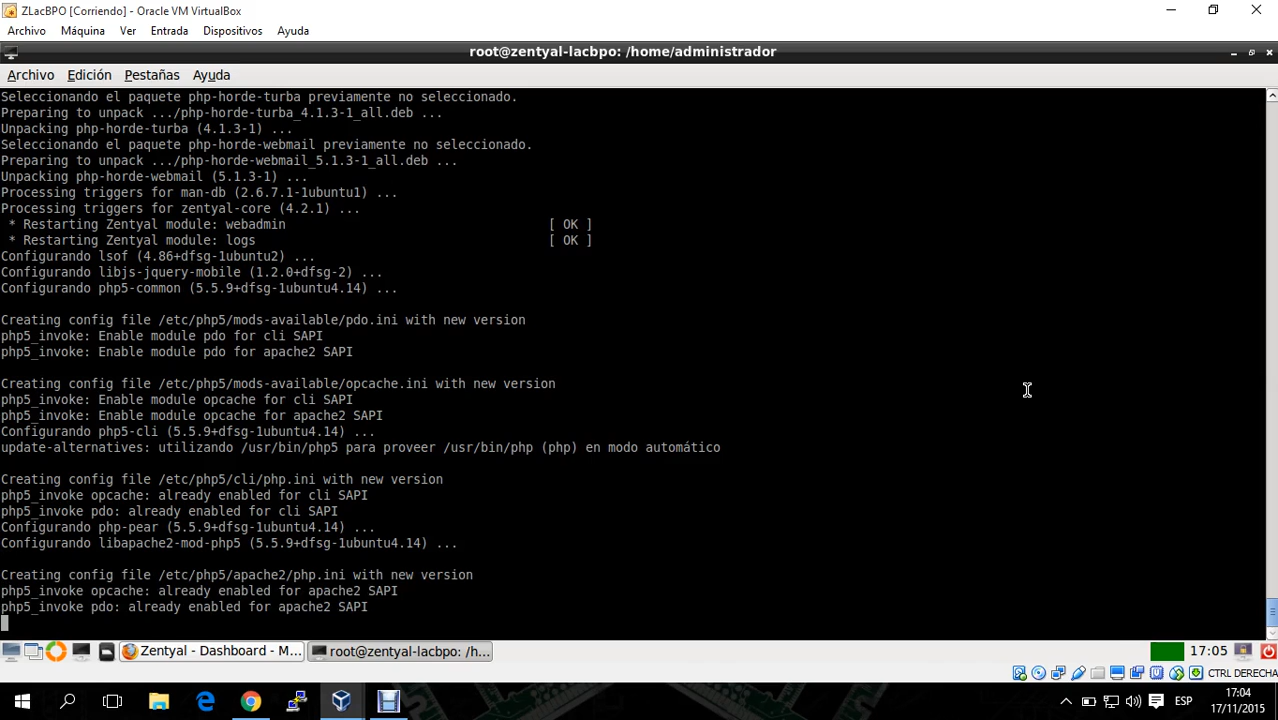 ZLacBPO [Corriendo] - Oracle VM VirtualBox
Archivo Máquina Ver Entrada Dispositivos Ayuda
root@zentyal-lacbpo: /home/administrador
Archivo Edición Pestañas Ayuda
Seleccionando el paquete php-horde-turba previamente no seleccionado.
Preparing to unpack .../php-horde-turba_4.1.3-1_all.deb ...
Unpacking php-horde-turba (4.1.3-1) ...
Seleccionando el paquete php-horde-webmail previamente no seleccionado.
Preparing to unpack .../php-horde-webmail_5.1.3-1_all.deb ...
Unpacking php-horde-webmail (5.1.3-1) ...
Processing triggers for man-db (2.6.7.1-1ubuntu1) ...
Processing triggers for zentyal-core (4.2.1) ...
* Restarting Zentyal module: webadmin [ OK ]
* Restarting Zentyal module: logs [ OK ]
Configurando lsof (4.86+dfsg-1ubuntu2) ...
Configurando libjs-jquery-mobile (1.2.0+dfsg-2) ...
Configurando php5-common (5.5.9+dfsg-1ubuntu4.14) ...
Creating config file /etc/php5/mods-available/pdo.ini with new version
php5_invoke: Enable module pdo for cli SAPI
php5_invoke: Enable module pdo for apache2 SAPI
Creating config file /etc/php5/mods-available/opcache.ini with new version
php5_invoke: Enable module opcache for cli SAPI
php5_invoke: Enable module opcache for apache2 SAPI
Configurando php5-cli (5.5.9+dfsg-1ubuntu4.14) ...
update-alternatives: utilizando /usr/bin/php5 para proveer /usr/bin/php (php) en modo automático
Creating config file /etc/php5/cli/php.ini with new version
php5_invoke opcache: already enabled for cli SAPI
php5_invoke pdo: already enabled for cli SAPI
Configurando php-pear (5.5.9+dfsg-1ubuntu4.14) ...
Configurando libapache2-mod-php5 (5.5.9+dfsg-1ubuntu4.14) ...
Creating config file /etc/php5/apache2/php.ini with new version
php5_invoke opcache: already enabled for apache2 SAPI
php5_invoke pdo: already enabled for apache2 SAPI
Zentyal - Dashboard - M... root@zentyal-lacbpo: /h... 17:05
CTRL DERECHA
ESP 17:04
17/11/2015